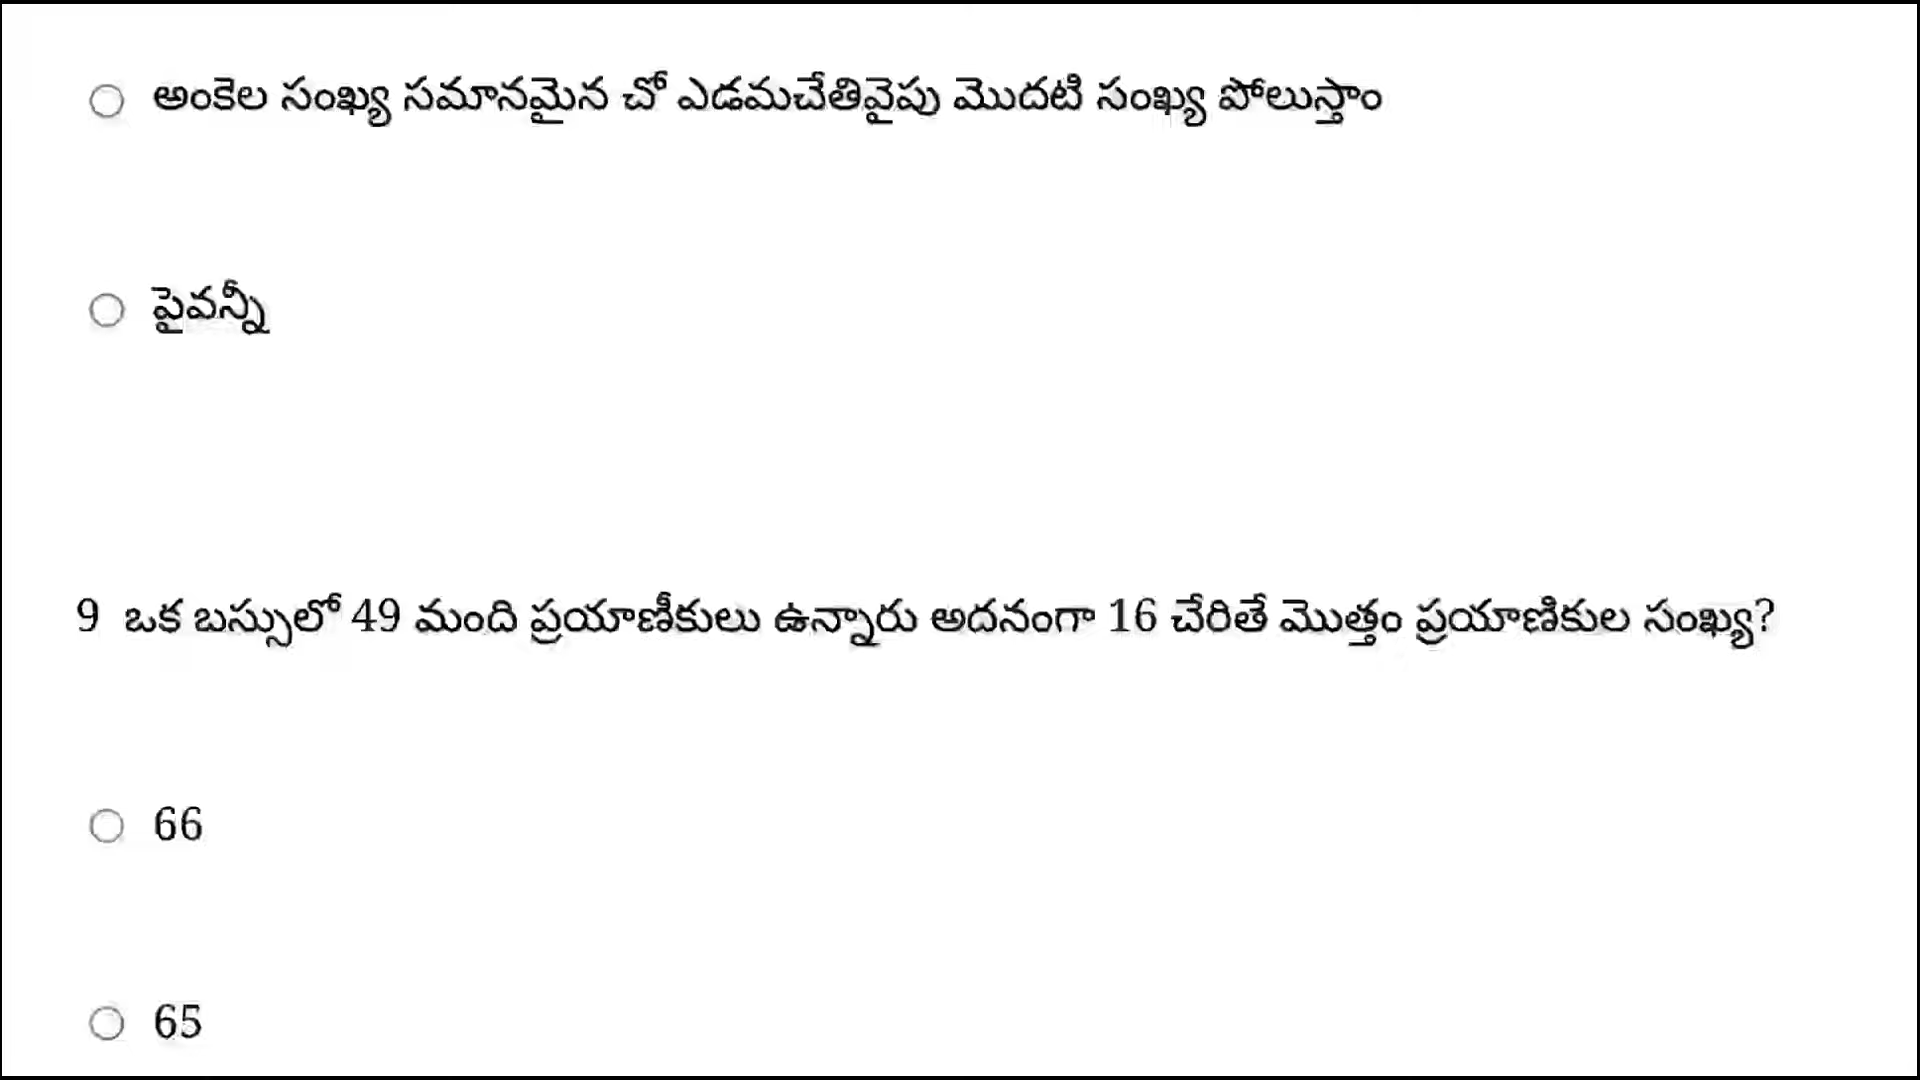 అంకెల సంఖ్య సమానమైన చో ఎడమచేతివైపు మొదటి సంఖ్య పోలుస్తాం
పైవన్నీ
9 ఒక బస్సులో 49 మంది ప్రయాణీకులు ఉన్నారు అదనంగా 16 చేరితే మొత్తం ప్రయాణికుల సంఖ్య?
66
65